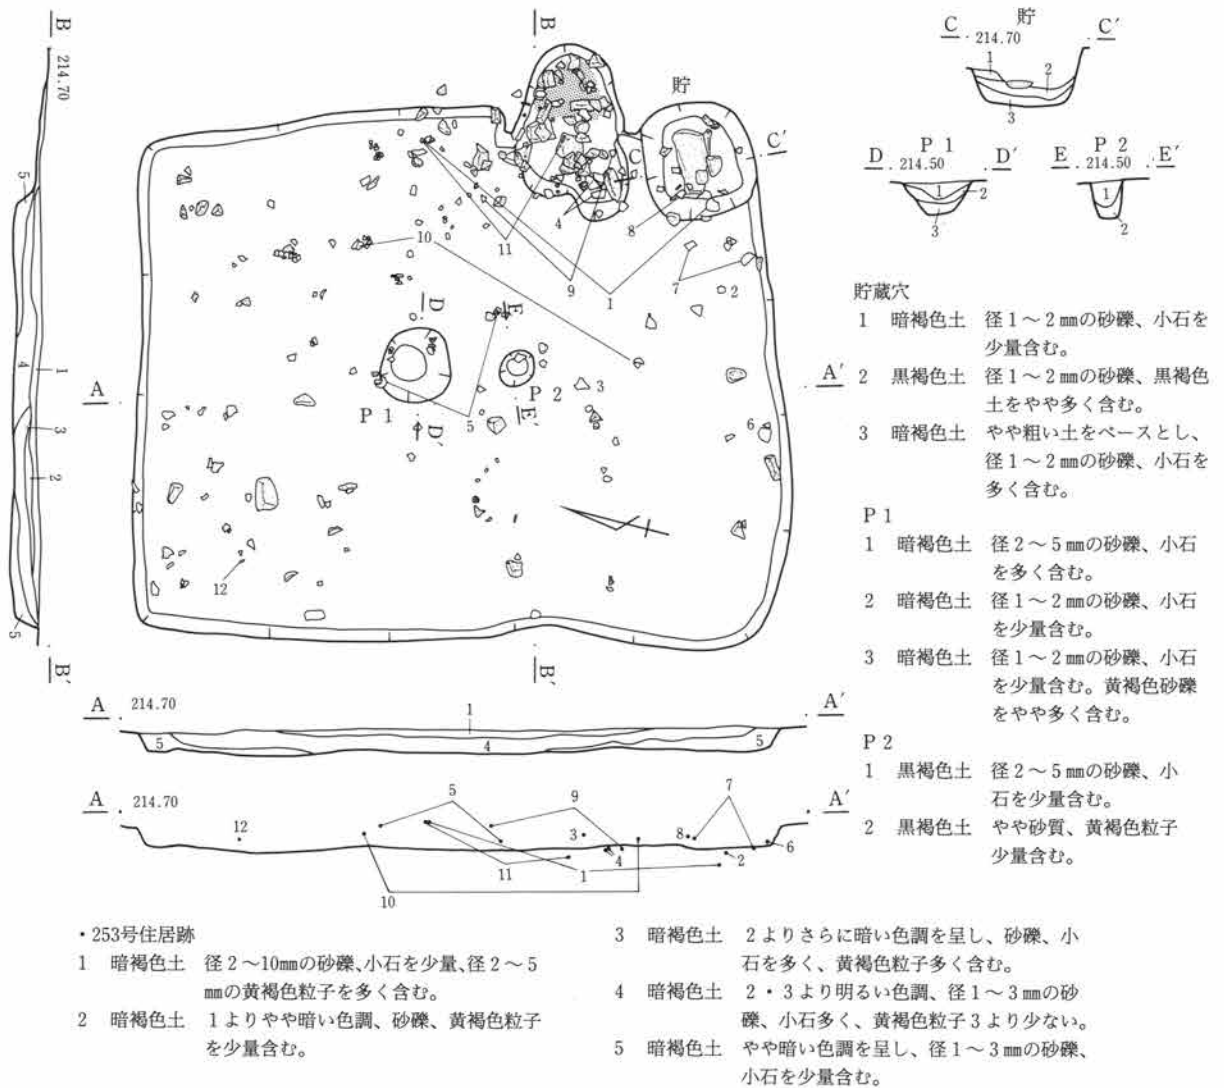 B
214.70
5
4
1
3
2
5
B′
B
貯
C
C′
4
8
11
10
9
1
7
2
D
E
A
A′
P 1
P 2
3
5
D′
E′
6
12
B′
貯
C
214.70
C′
1
2
3
P 1
D
214.50
D′
1
2
3
P 2
E
214.50
E′
1
2
貯蔵穴
1 暗褐色土 径1～2㎜の砂礫、小石を
少量含む。
2 黒褐色土 径1～2㎜の砂礫、黒褐色
土をやや多く含む。
3 暗褐色土 やや粗い土をベースとし、
径1～2㎜の砂礫、小石を
多く含む。
P 1
1 暗褐色土 径2～5㎜の砂礫、小石
を多く含む。
2 暗褐色土 径1～2㎜の砂礫、小石
を少量含む。
3 暗褐色土 径1～2㎜の砂礫、小石
を少量含む。黄褐色砂礫
をやや多く含む。
P 2
1 黒褐色土 径2～5㎜の砂礫、小
石を少量含む。
2 黒褐色土 やや砂質、黄褐色粒子
少量含む。
A
214.70
1
A′
5
4
5
A
214.70
5
9
7
A′
12
3
8
6
11
4
1
2
10
・253号住居跡
1 暗褐色土 径2～10㎜の砂礫、小石を少量、径2～5
㎜の黄褐色粒子を多く含む。
2 暗褐色土 1よりやや暗い色調、砂礫、黄褐色粒子
を少量含む。
3 暗褐色土 2よりさらに暗い色調を呈し、砂礫、小
石を多く、黄褐色粒子多く含む。
4 暗褐色土 2・3より明るい色調、径1～3㎜の砂
礫、小石多く、黄褐色粒子3より少ない。
5 暗褐色土 やや暗い色調を呈し、径1～3㎜の砂礫、
小石を少量含む。